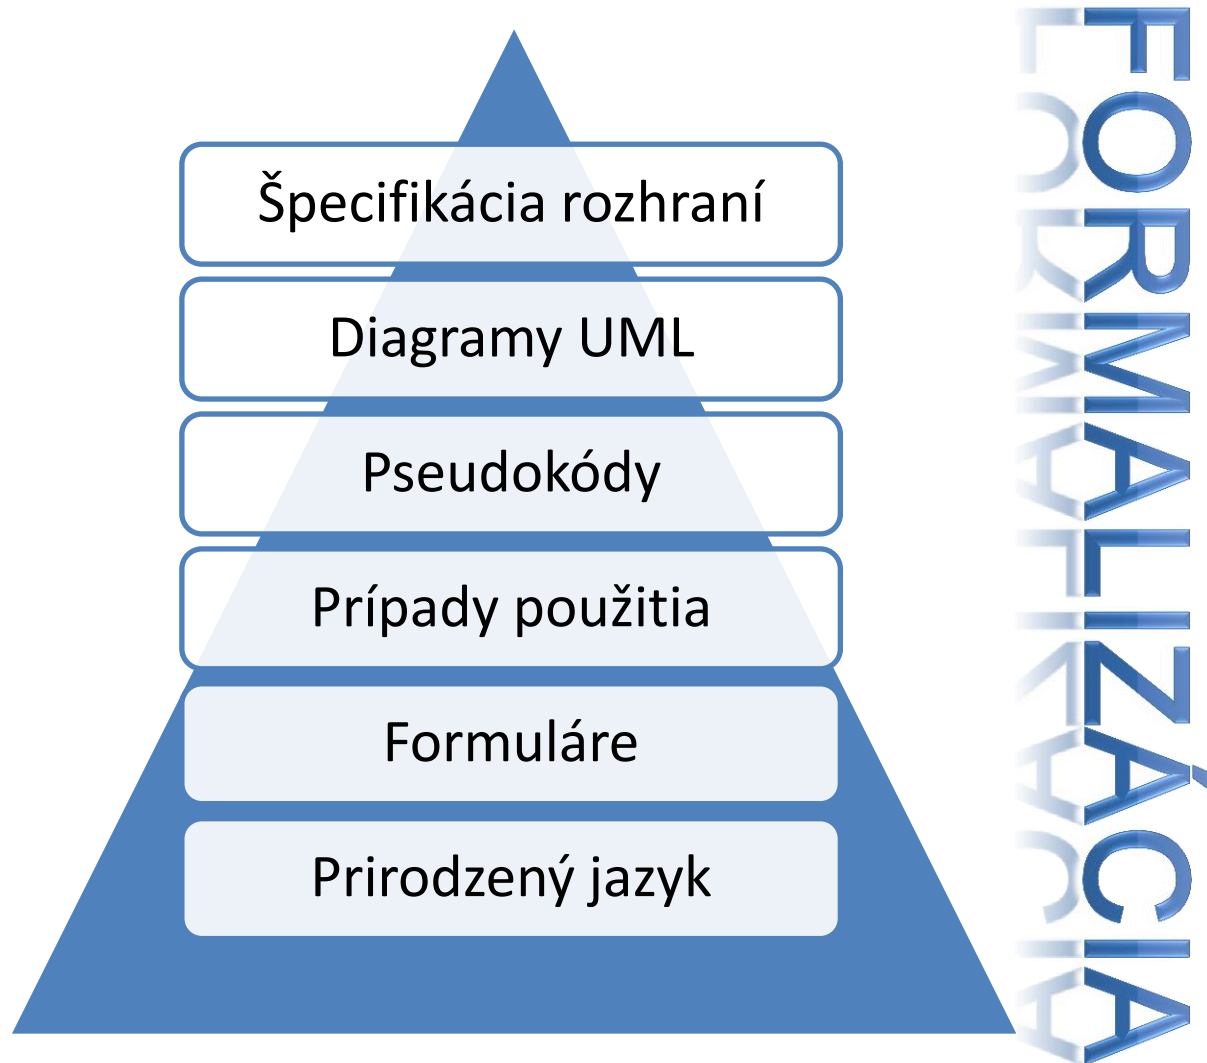 Špecifikácia rozhraní
Diagramy UML
Pseudokódy
Prípady použitia
Formuláre
Prirodzený jazyk
FORMALIZÁCIA